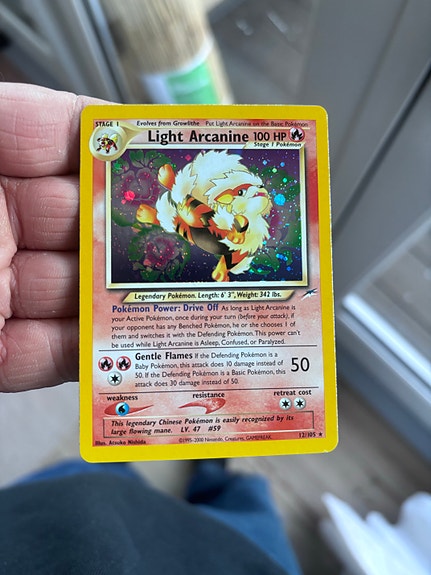 STAGE 1 Evolves from Growlithe Put Light Arcanine on the Basic Pokémon
Light Arcanine 100 HP
Stage 1 Pokémon
Legendary Pokémon. Length: 6' 3", Weight: 342 lbs.
Pokémon Power: Drive Off As long as Light Arcanine is
your Active Pokémon, once during your turn (before your attack), if
your opponent has any Benched Pokémon, he or she chooses 1 of
them and switches it with the Defending Pokémon. This power can't
be used while Light Arcanine is Asleep, Confused, or Paralyzed.
Gentle Flames If the Defending Pokémon is a
Baby Pokémon, this attack does 10 damage instead of
50. If the Defending Pokémon is a Basic Pokémon, this
attack does 30 damage instead of 50.
50
weakness resistance retreat cost
This legendary Chinese Pokémon is easily recognized by its
large flowing mane. LV. 47 #59
Illus. Atsuko Nishida ©1995-2000 Nintendo, Creatures, GAMEFREAK. 12/105